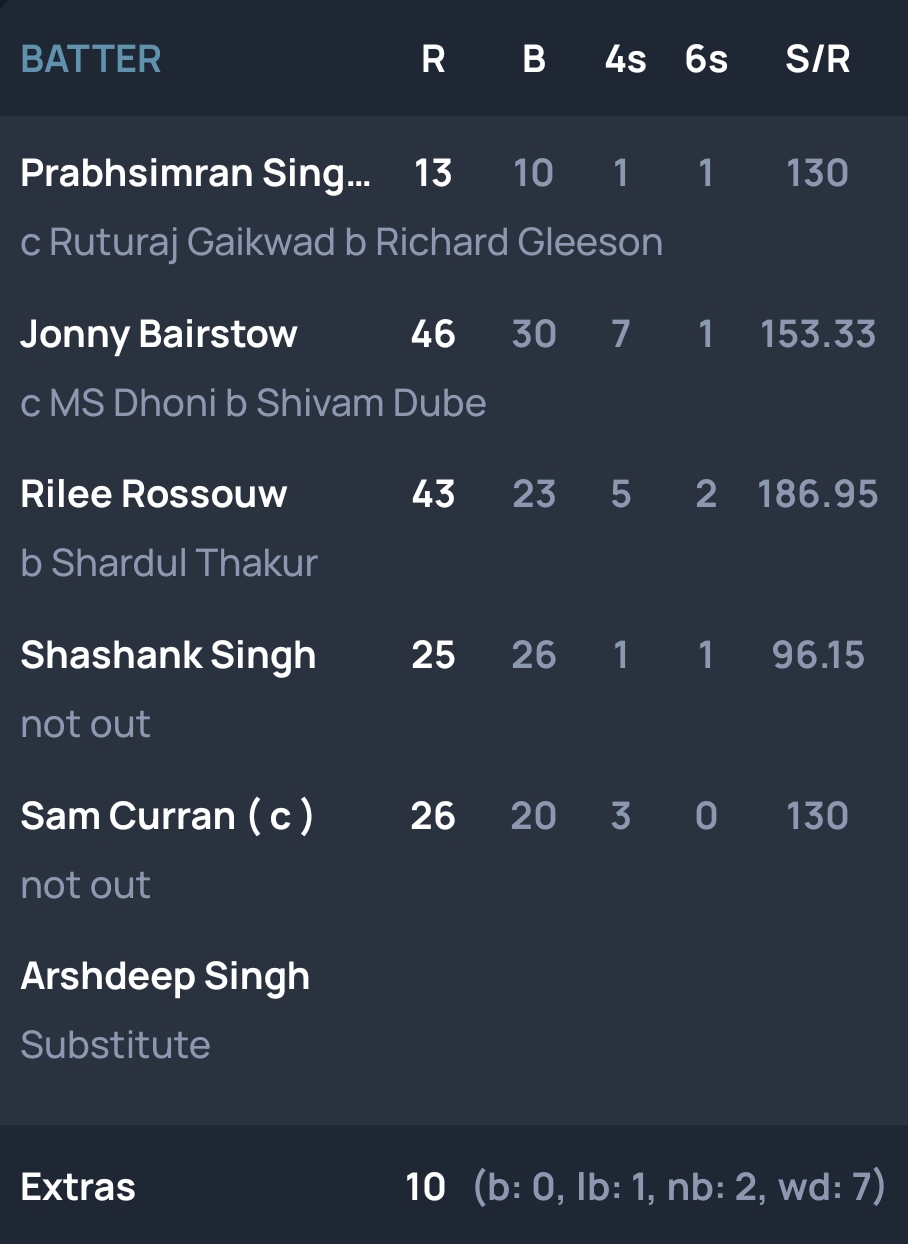 BATTER R B 4s 6s S/R
Prabhsimran Sing... 13 10 1 1 130
c Ruturaj Gaikwad b Richard Gleeson
Jonny Bairstow 46 30 7 1 153.33
c MS Dhoni b Shivam Dube
Rilee Rossouw 43 23 5 2 186.95
b Shardul Thakur
Shashank Singh 25 26 1 1 96.15
not out
Sam Curran ( c ) 26 20 3 0 130
not out
Arshdeep Singh
Substitute
Extras 10 (b: 0, lb: 1, nb: 2, wd: 7)